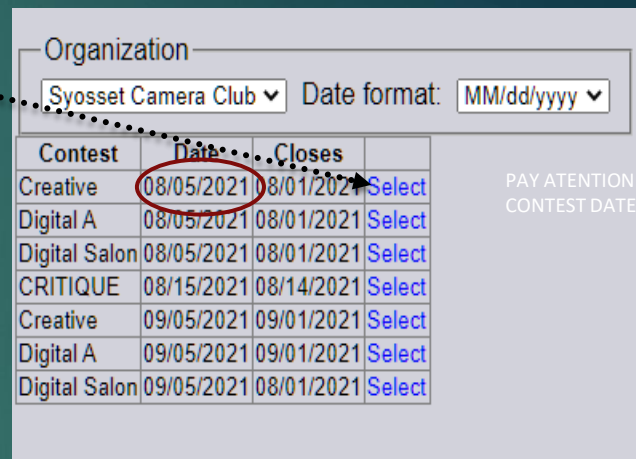 Organization
Syosset Camera Club Date format: MM/dd/yyyy
Contest Date Closes
Creative 08/05/2021 08/01/2021 Select
PAY ATENTION
CONTEST DATE
Digital A 08/05/2021 08/01/2021 Select
Digital Salon 08/05/2021 08/01/2021 Select
CRITIQUE 08/15/2021 08/14/2021 Select
Creative 09/05/2021 09/01/2021 Select
Digital A 09/05/2021 09/01/2021 Select
Digital Salon 09/05/2021 08/01/2021 Select